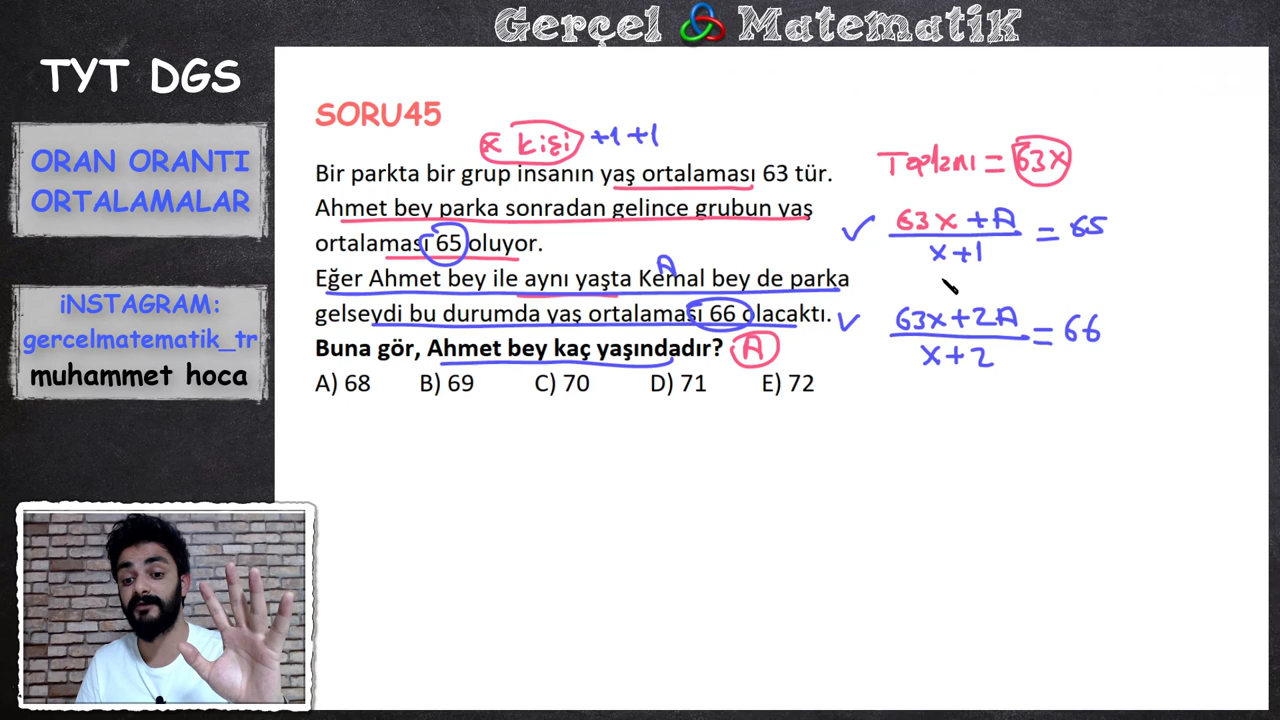 Gerçel Matematik
TYT DGS
ORAN ORANTI
ORTALAMALAR
iNSTAGRAM:
gercelmatematik_tr
muhammet hoca
SORU45
x kişi +1 +1
Bir parkta bir grup insanın yaş ortalaması 63 tür.
Ahmet bey parka sonradan gelince grubun yaş
ortalaması 65 oluyor.
A
Eğer Ahmet bey ile aynı yaşta Kemal bey de parka
gelseydi bu durumda yaş ortalaması 66 olacaktı.
Buna gör, Ahmet bey kaç yaşındadır? A
A) 68 B) 69 C) 70 D) 71 E) 72
Toplamı = 63x
63x + A
= 65
x+1
63x+2A
= 66
x+2